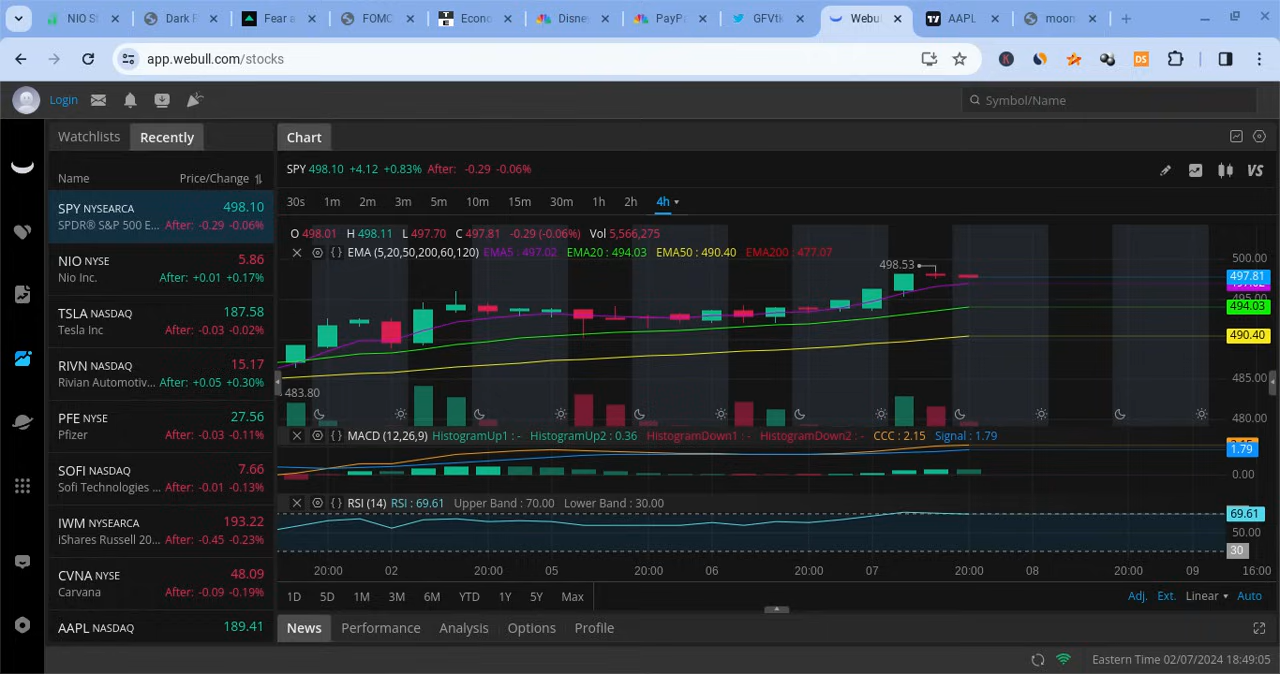 NIO S
Dark F
Fear a
FOMC
TE
Econo
Disne
PayP
GFVtk
Webu
AAPL
moon
app.webull.com/stocks
K
DS
Login
Symbol/Name
Watchlists
Recently
Chart
Name
Price/Change
SPY 498.10 +4.12 +0.83% After: -0.29 -0.06%
VS
30s 1m 2m 3m 5m 10m 15m 30m 1h 2h 4h
SPY NYSEARCA 498.10
SPDR® S&P 500 E... After: -0.29 -0.06%
NIO NYSE 5.86
Nio Inc. After: +0.01 +0.17%
TSLA NASDAQ 187.58
Tesla Inc After: -0.03 -0.02%
RIVN NASDAQ 15.17
Rivian Automotiv... After: +0.05 +0.30%
PFE NYSE 27.56
Pfizer After: -0.03 -0.11%
SOFI NASDAQ 7.66
Sofi Technologies ... After: -0.01 -0.13%
IWM NYSEARCA 193.22
iShares Russell 20... After: -0.45 -0.23%
CVNA NYSE 48.09
Carvana After: -0.09 -0.19%
AAPL NASDAQ 189.41
O 498.01 H 498.11 L 497.70 C 497.81 -0.29 (-0.06%) Vol 5,566,275
EMA (5,20,50,200,60,120) EMA5 : 497.02 EMA20 : 494.03 EMA50 : 490.40 EMA200 : 477.07
498.53
500.00
497.81
495.00
494.03
490.40
485.00
483.80
480.00
MACD (12,26,9) HistogramUp1 : - HistogramUp2 : 0.36 HistogramDown1 : - HistogramDown2 : - CCC : 2.15 Signal : 1.79
1.79
0.00
RSI (14) RSI : 69.61 Upper Band : 70.00 Lower Band : 30.00
69.61
50.00
30
20:00 02 20:00 05 20:00 06 20:00 07 20:00 08 20:00 09 16:00
1D 5D 1M 3M 6M YTD 1Y 5Y Max
Adj. Ext. Linear Auto
News Performance Analysis Options Profile
Eastern Time 02/07/2024 18:49:05